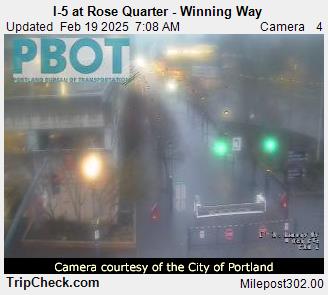 I-5 at Rose Quarter - Winning Way
Updated  Feb 19 2025  7:08 AM
Camera  4
PBOT
PORTLAND BUREAU OF TRANSPORTATION
Camera courtesy of the City of Portland
TripCheck.com
Milepost302.00